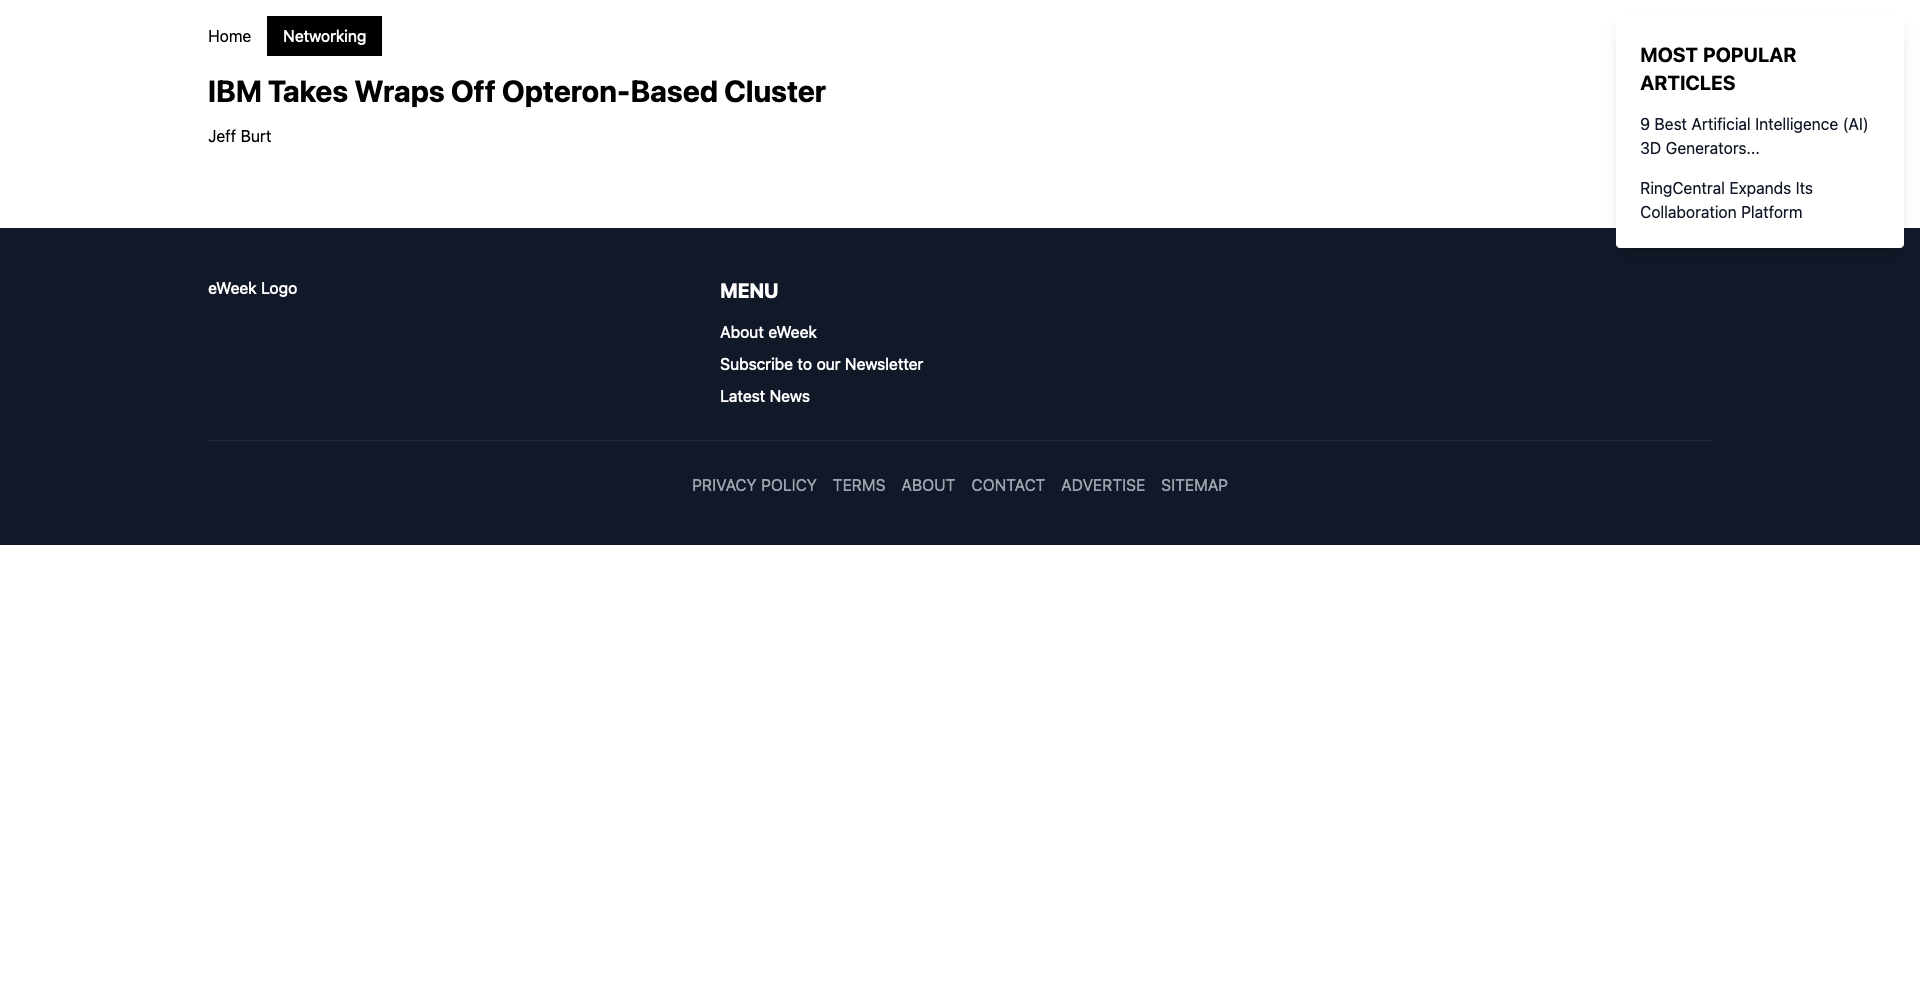 Home
Networking
IBM Takes Wraps Off Opteron-Based Cluster
Jeff Burt
MOST POPULAR
ARTICLES
9 Best Artificial Intelligence (AI)
3D Generators...
RingCentral Expands Its
Collaboration Platform
eWeek Logo
MENU
About eWeek
Subscribe to our Newsletter
Latest News
PRIVACY POLICY TERMS ABOUT CONTACT ADVERTISE SITEMAP